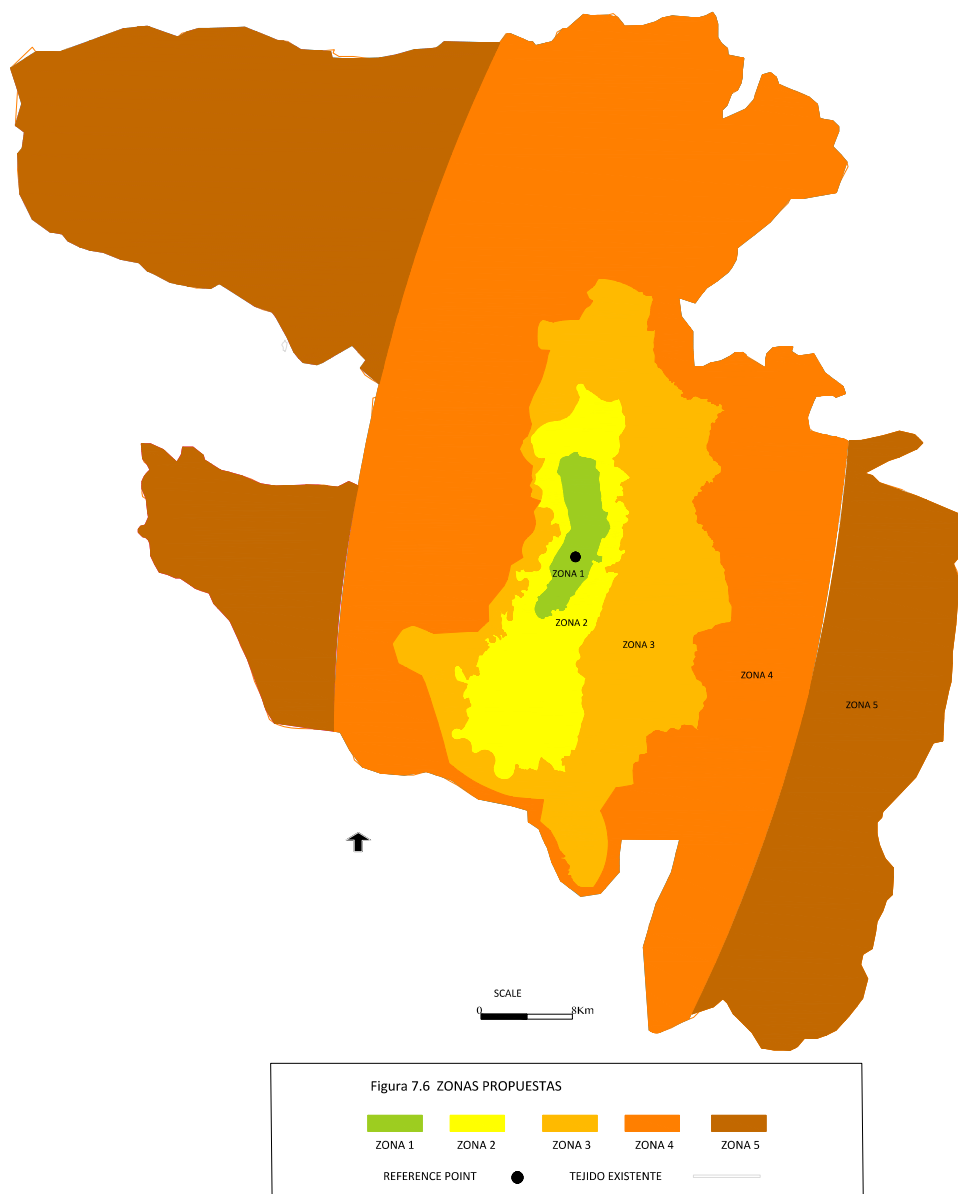 ZONA 1
ZONA 2
ZONA 3
ZONA 4
ZONA 5
SCALE
0 8Km
Figura 7.6 ZONAS PROPUESTAS
ZONA 1 ZONA 2 ZONA 3 ZONA 4 ZONA 5
REFERENCE POINT TEJIDO EXISTENTE